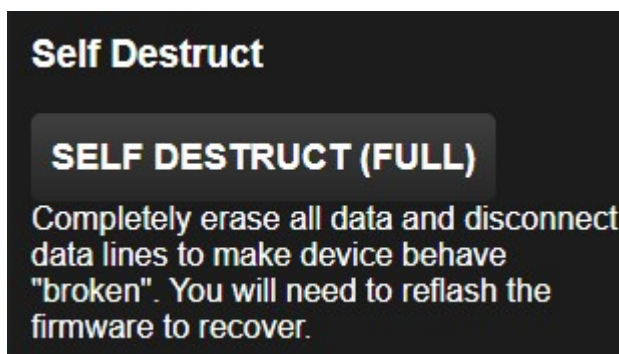 Self Destruct
SELF DESTRUCT (FULL)
Completely erase all data and disconnect
data lines to make device behave
"broken". You will need to reflash the
firmware to recover.